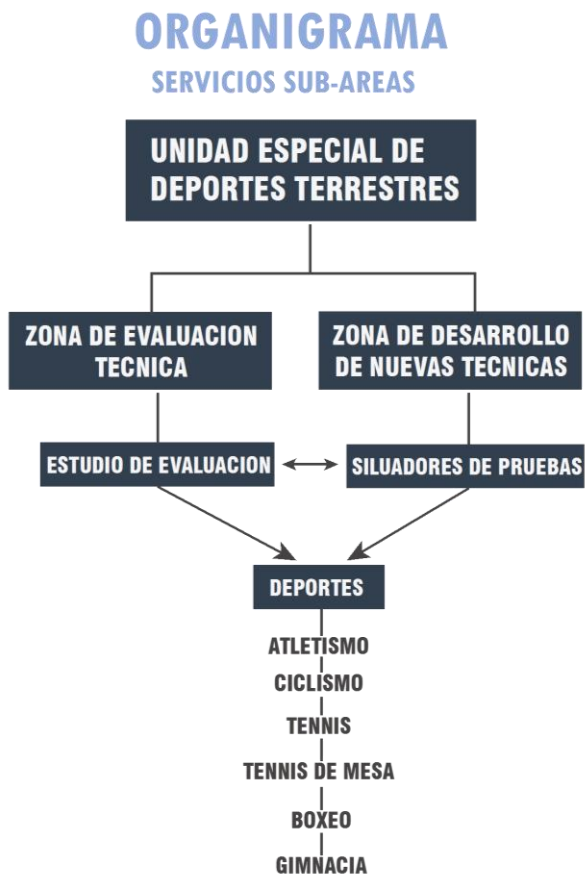 ORGANIGRAMA
SERVICIOS SUB-AREAS
UNIDAD ESPECIAL DE
DEPORTES TERRESTRES
ZONA DE EVALUACION
TECNICA
ZONA DE DESARROLLO
DE NUEVAS TECNICAS
ESTUDIO DE EVALUACION
SILUADORES DE PRUEBAS
DEPORTES
ATLETISMO
CICLISMO
TENNIS
TENNIS DE MESA
BOXEO
GIMNACIA